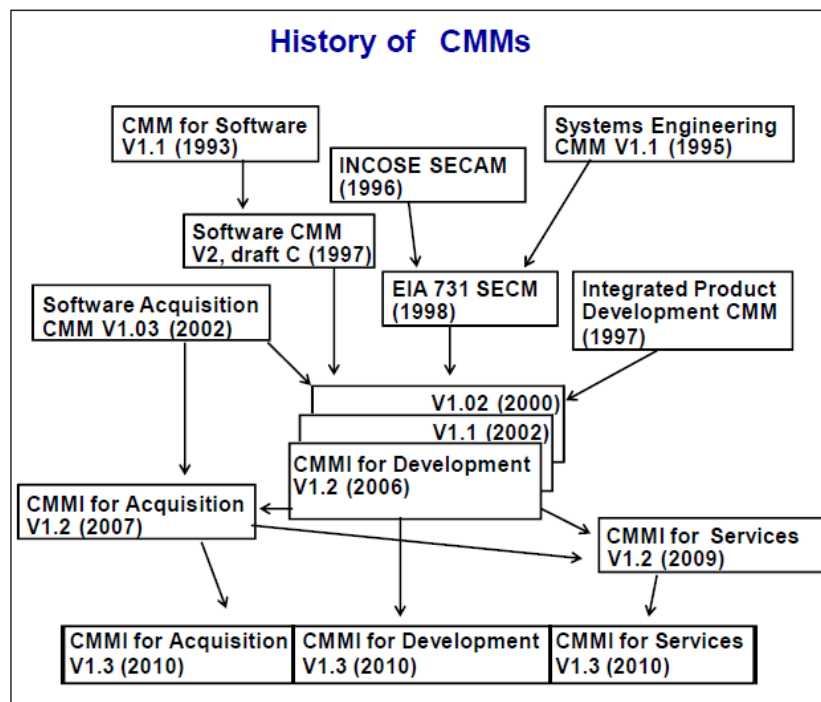 History of CMMs
CMM for Software
V1.1 (1993)
Systems Engineering
CMM V1.1 (1995)
INCOSE SECAM
(1996)
Software CMM
V2, draft C (1997)
EIA 731 SECM
(1998)
Integrated Product
Development CMM
(1997)
Software Acquisition
CMM V1.03 (2002)
V1.02 (2000)
V1.1 (2002)
CMMI for Development
V1.2 (2006)
CMMI for Acquisition
V1.2 (2007)
CMMI for Services
V1.2 (2009)
CMMI for Acquisition
V1.3 (2010)
CMMI for Development
V1.3 (2010)
CMMI for Services
V1.3 (2010)